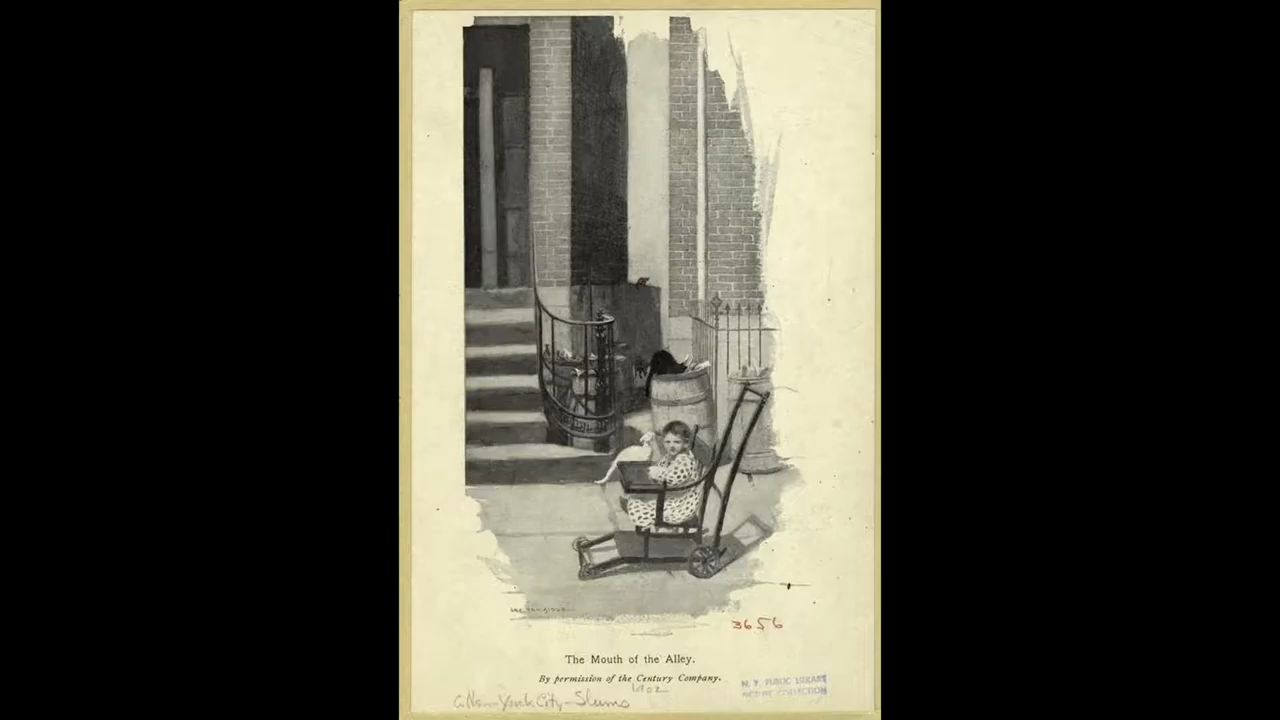 3656
The Mouth of the Alley.
By permission of the Century Company.
1902
N. Y. PUBLIC LIBRARY
PICTURE COLLECTION
New York City - Slums